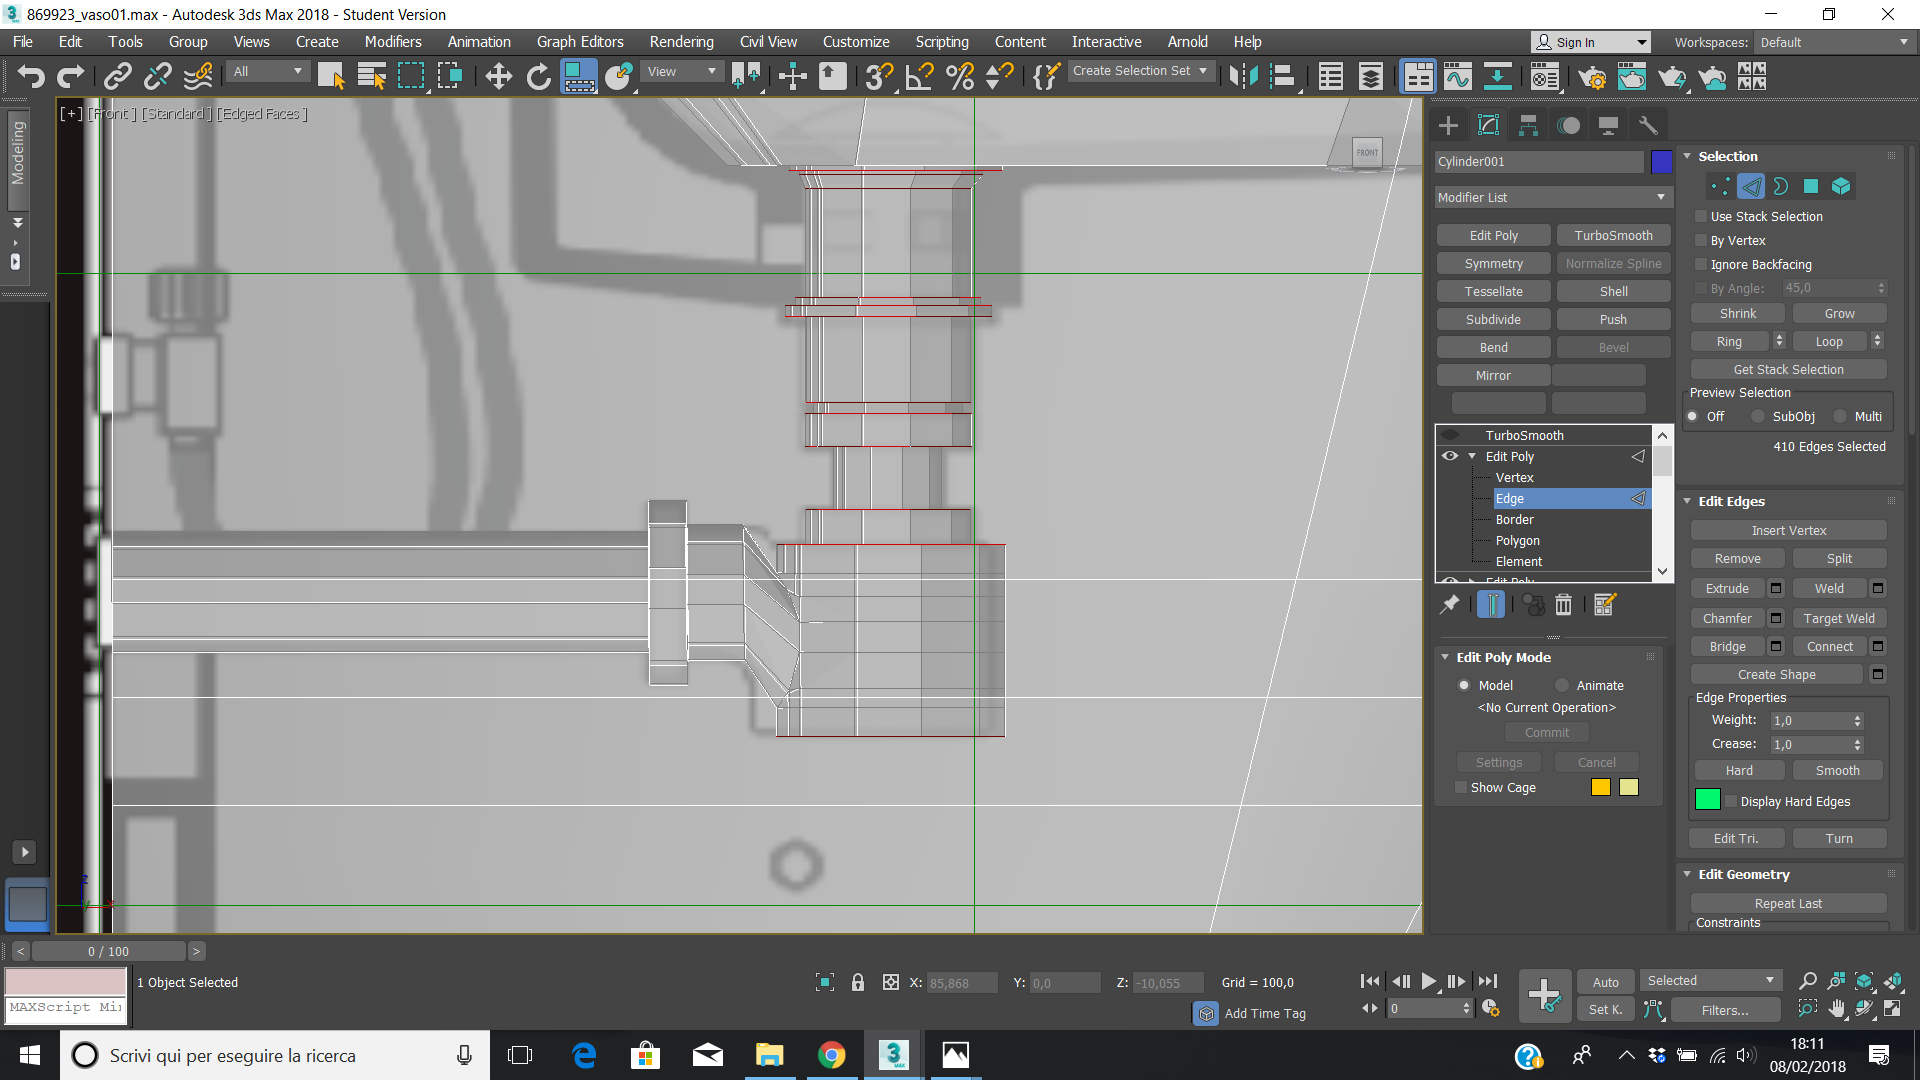 869923_vaso01.max - Autodesk 3ds Max 2018 - Student Version
File Edit Tools Group Views Create Modifiers Animation Graph Editors Rendering Civil View Customize Scripting Content Interactive Arnold Help
Sign In Workspaces: Default
All View Create Selection Set
Modeling
[+] [Front ] [Standard ] [Edged Faces ]
FRONT
Cylinder001
Modifier List
Edit Poly TurboSmooth
Symmetry Normalize Spline
Tessellate Shell
Subdivide Push
Bend Bevel
Mirror
TurboSmooth
Edit Poly
Vertex
Edge
Border
Polygon
Element
Edit Poly
Edit Poly Mode
Model Animate
<No Current Operation>
Commit
Settings Cancel
Show Cage
Selection
Use Stack Selection
By Vertex
Ignore Backfacing
By Angle: 45,0
Shrink Grow
Ring Loop
Get Stack Selection
Preview Selection
Off SubObj Multi
410 Edges Selected
Edit Edges
Insert Vertex
Remove Split
Extrude Weld
Chamfer Target Weld
Bridge Connect
Create Shape
Edge Properties
Weight: 1,0
Crease: 1,0
Hard Smooth
Display Hard Edges
Edit Tri. Turn
Edit Geometry
Repeat Last
Constraints
z
y x
< 0 / 100 >
MAXScript Mi
1 Object Selected
X: 85,868 Y: 0,0 Z: -10,055 Grid = 100,0
Add Time Tag
0
Auto Selected
Set K. Filters...
Scrivi qui per eseguire la ricerca
3
MAX
18:11
08/02/2018